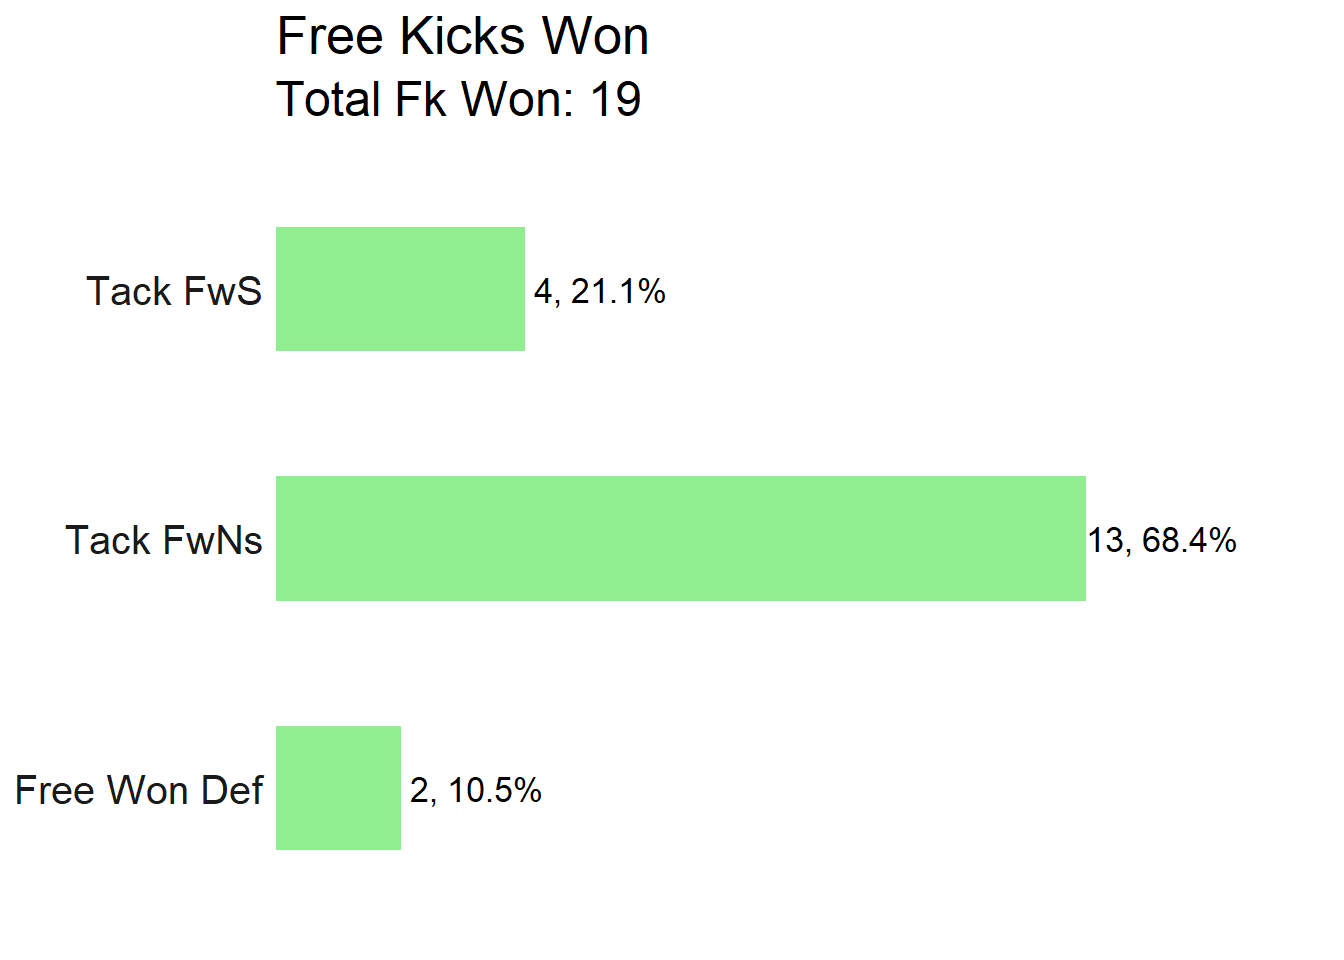 Free Kicks Won
Total Fk Won: 19
Tack FwS
4, 21.1%
Tack FwNs
13, 68.4%
Free Won Def
2, 10.5%